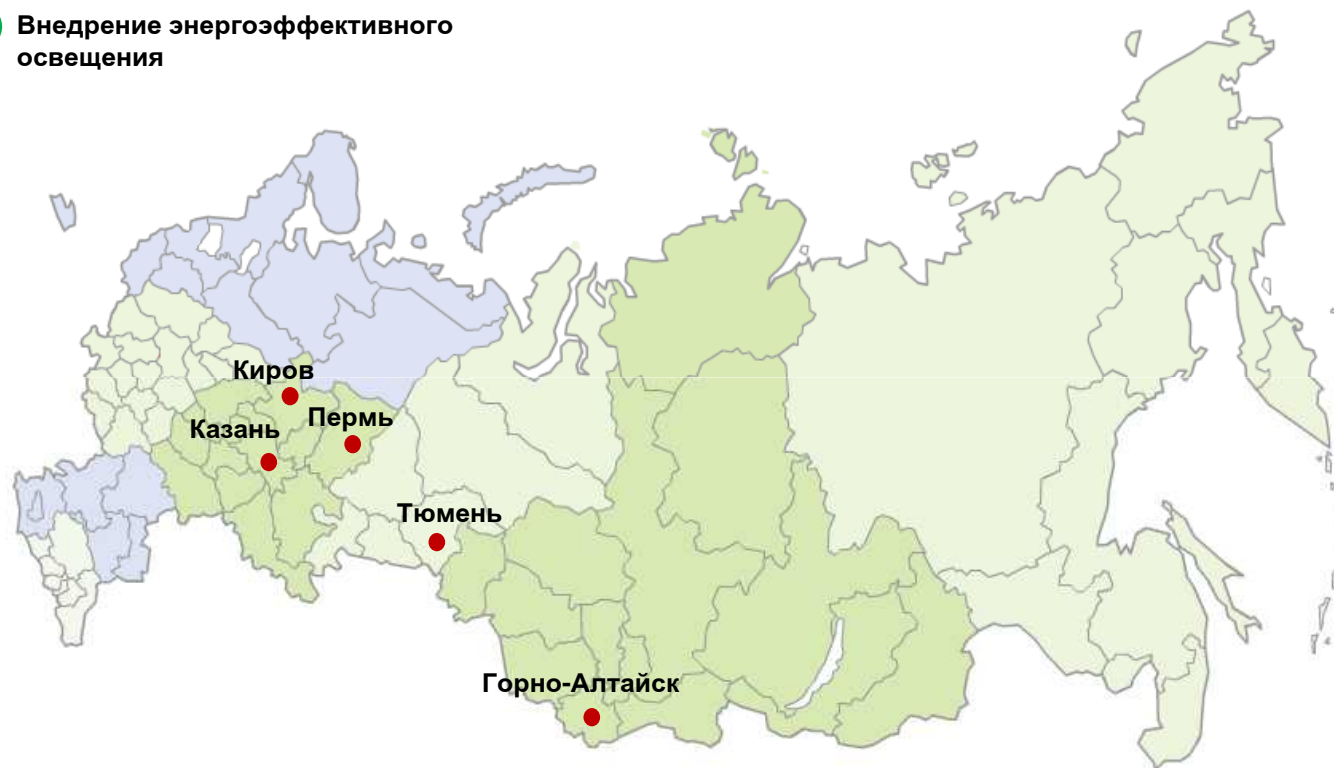 Внедрение энергоэффективного
освещения
Киров
Пермь
Казань
Тюмень
Горно-Алтайск